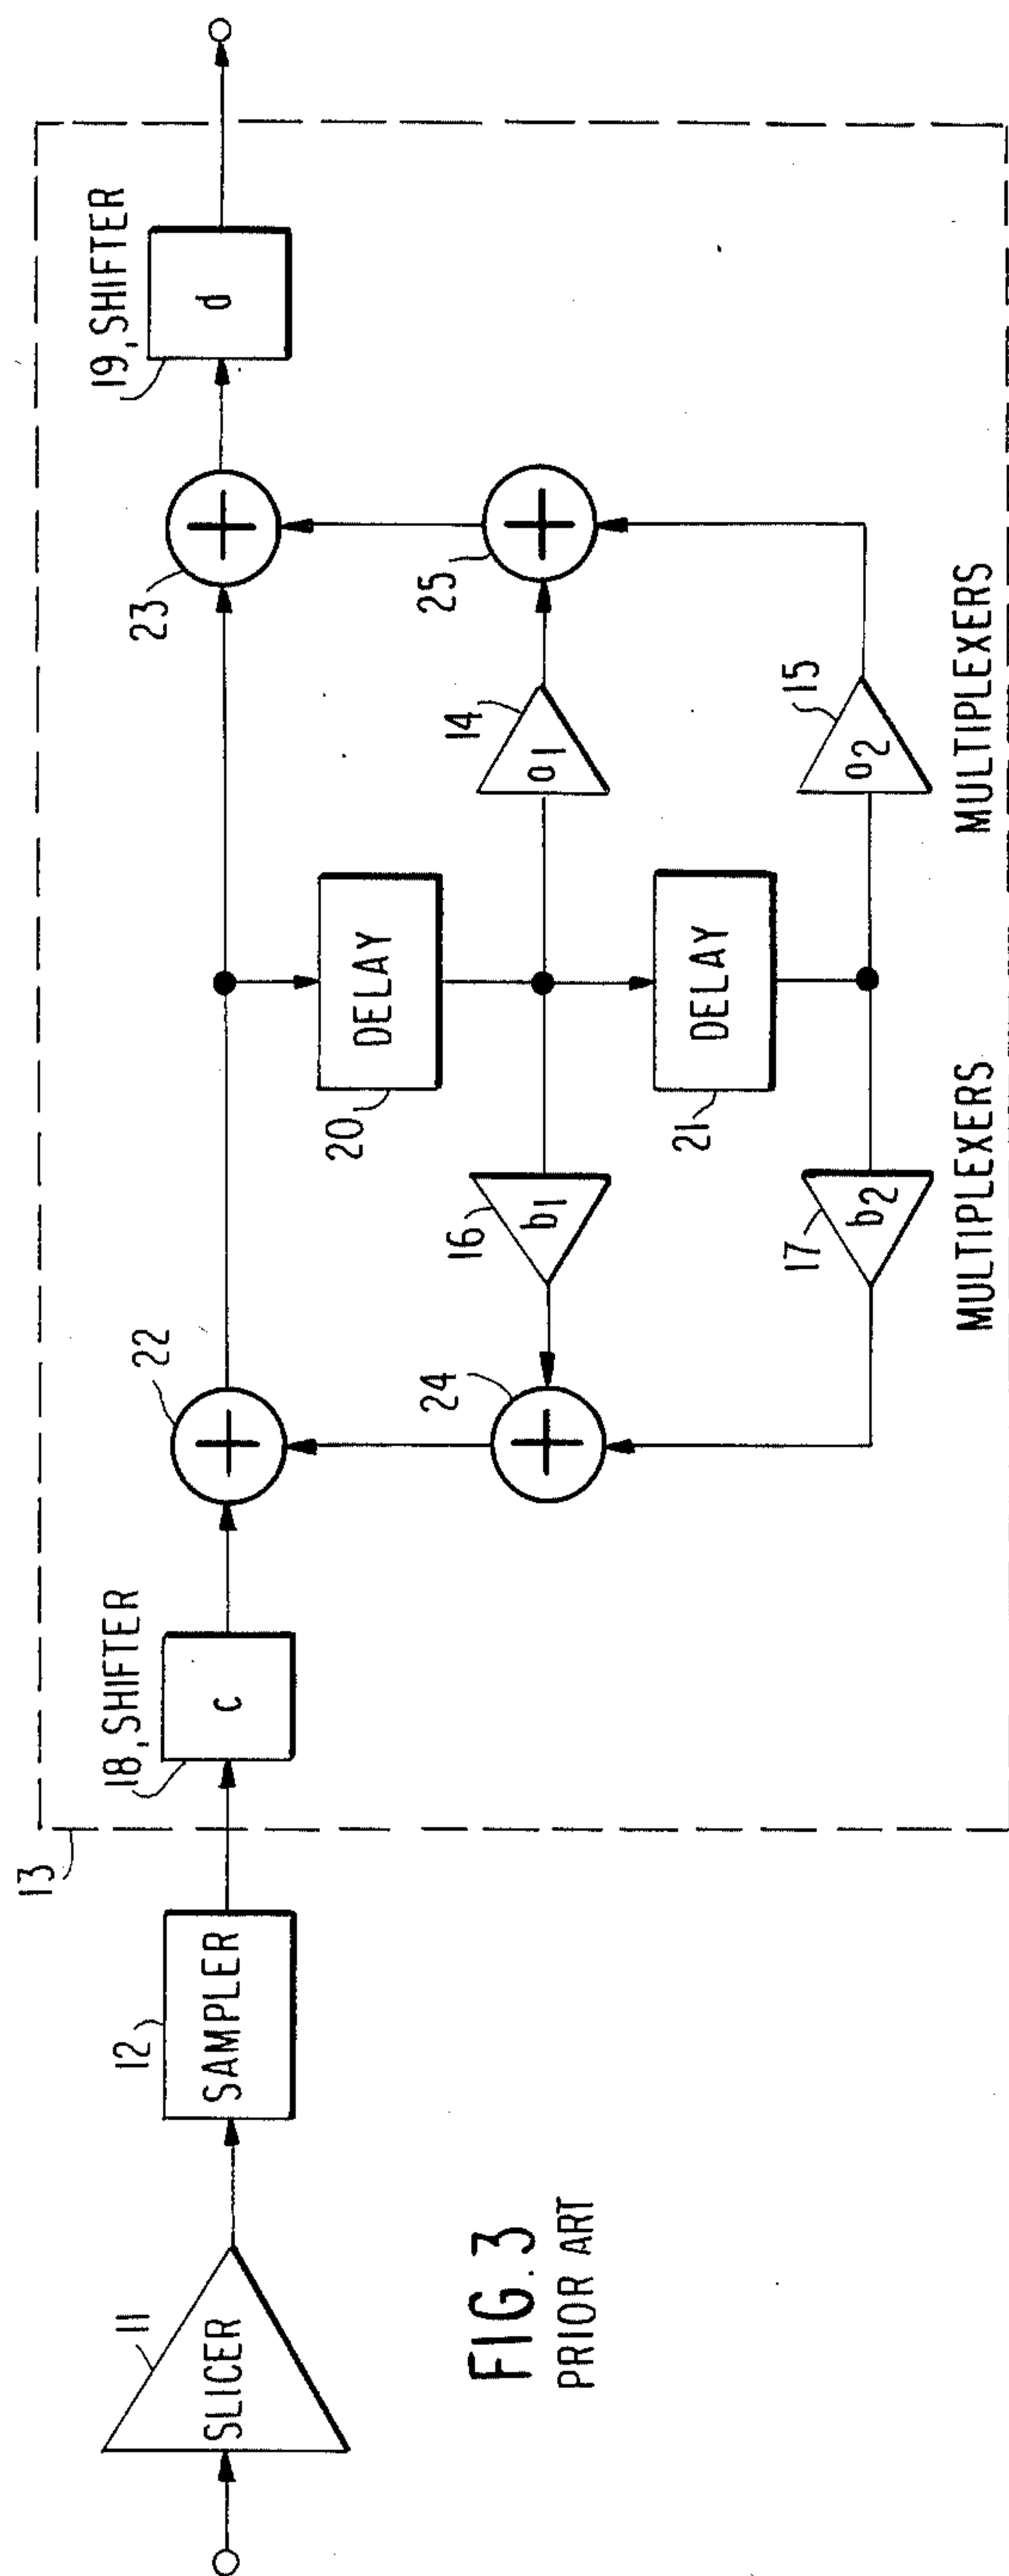 11
SLICER
12
SAMPLER
13
18, SHIFTER
c
22
23
19, SHIFTER
d
20
DELAY
16
b1
24
14
a1
25
21
DELAY
17
b2
15
a2
MULTIPLEXERS
MULTIPLEXERS
FIG. 3
PRIOR ART